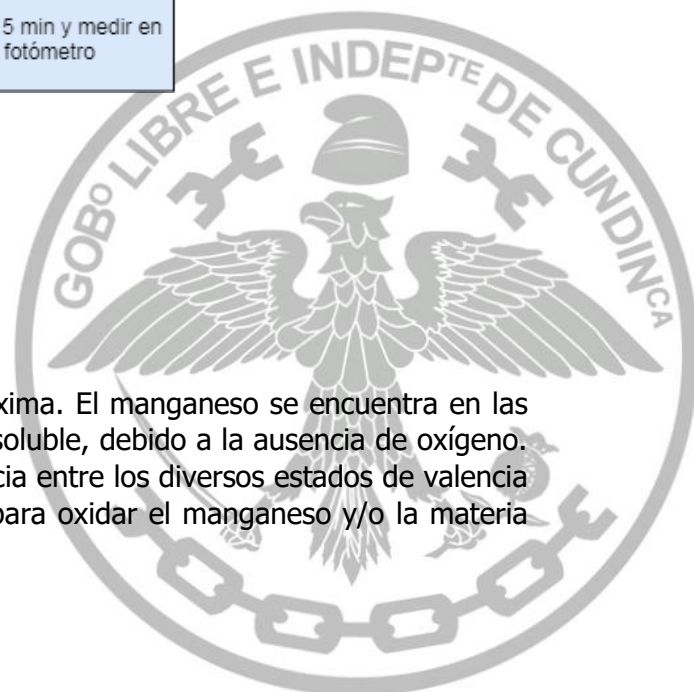 5 min y medir en
fotómetro
GOBº LIBRE E INDEPTE DE CUNDINCA
xima. El manganeso se encuentra en las
soluble, debido a la ausencia de oxígeno.
cia entre los diversos estados de valencia
para oxidar el manganeso y/o la materia